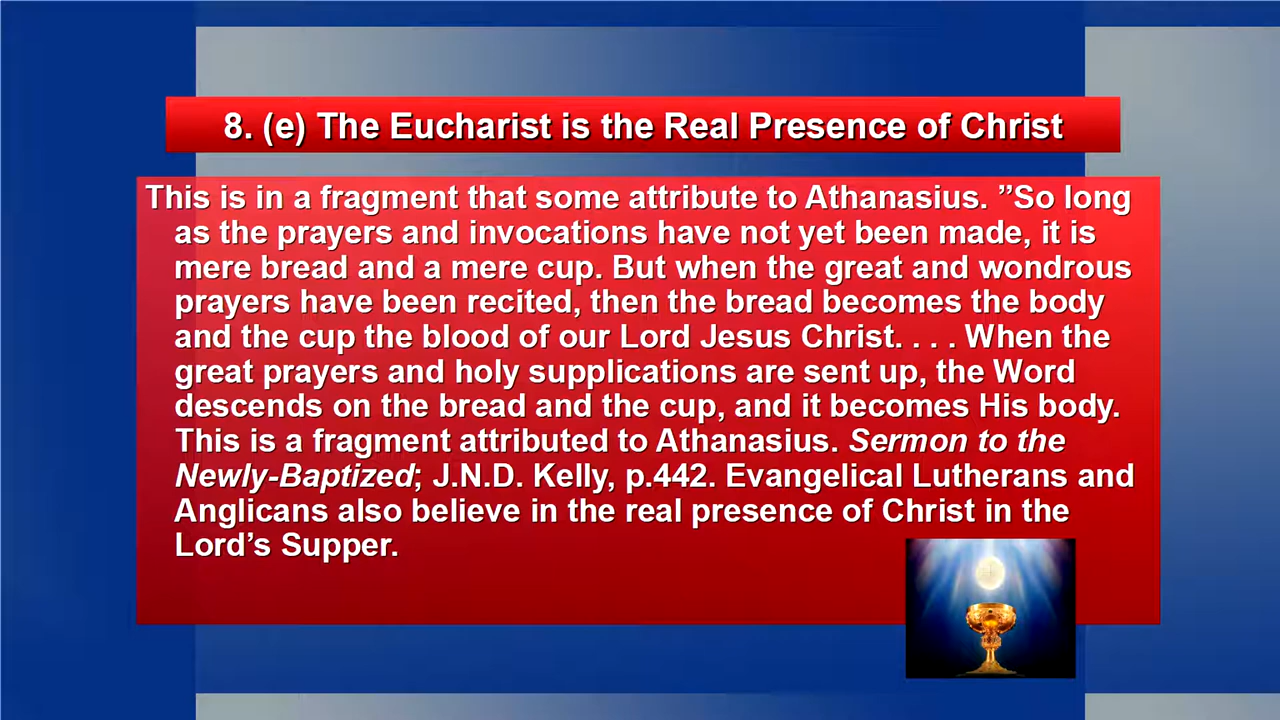 8. (e) The Eucharist is the Real Presence of Christ
This is in a fragment that some attribute to Athanasius. ”So long
as the prayers and invocations have not yet been made, it is
mere bread and a mere cup. But when the great and wondrous
prayers have been recited, then the bread becomes the body
and the cup the blood of our Lord Jesus Christ. . . . When the
great prayers and holy supplications are sent up, the Word
descends on the bread and the cup, and it becomes His body.
This is a fragment attributed to Athanasius. Sermon to the
Newly-Baptized; J.N.D. Kelly, p.442. Evangelical Lutherans and
Anglicans also believe in the real presence of Christ in the
Lord’s Supper.